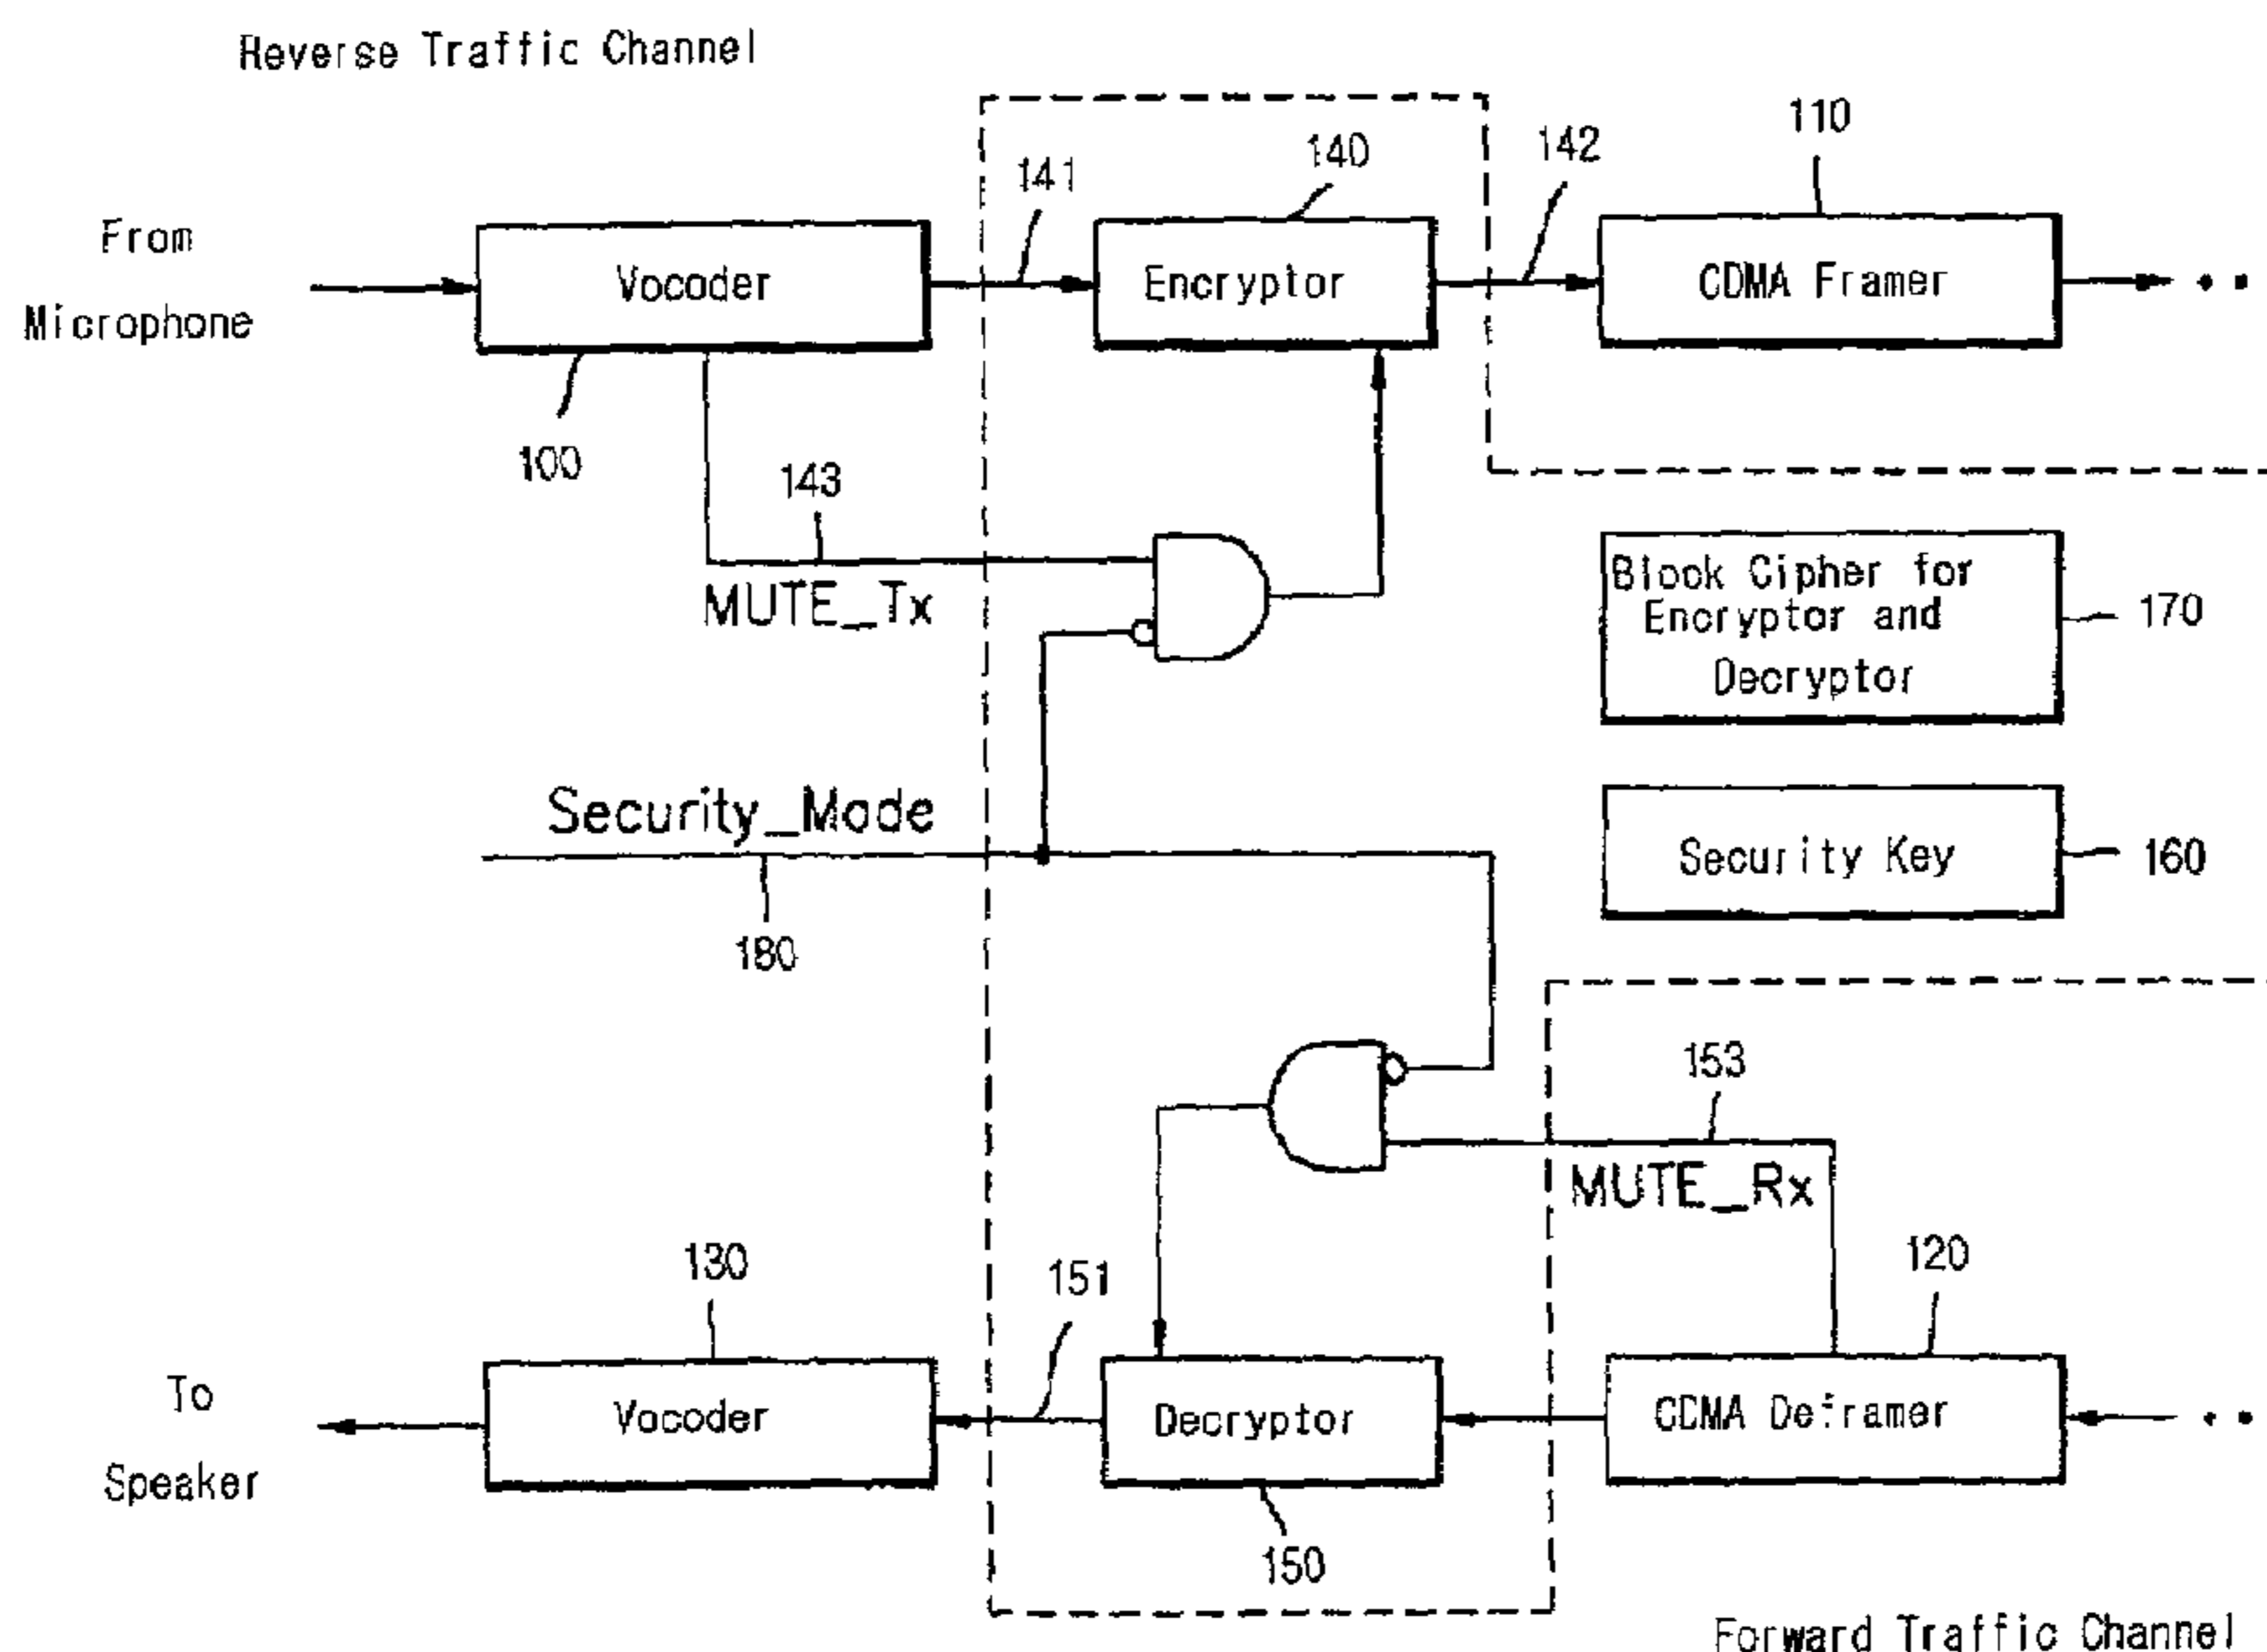 Reverse Traffic Channel
110
140
142
141
From
Microphone
Vocoder
Encryptor
CDMA Framer
100
143
MUTE_Tx
Block Cipher for
Encryptor and
Decryptor
170
Security_Mode
180
Security Key
160
153
MUTE_Rx
130
151
120
To
Speaker
Vocoder
Decryptor
CDMA Deframer
150
Forward Traffic Channel